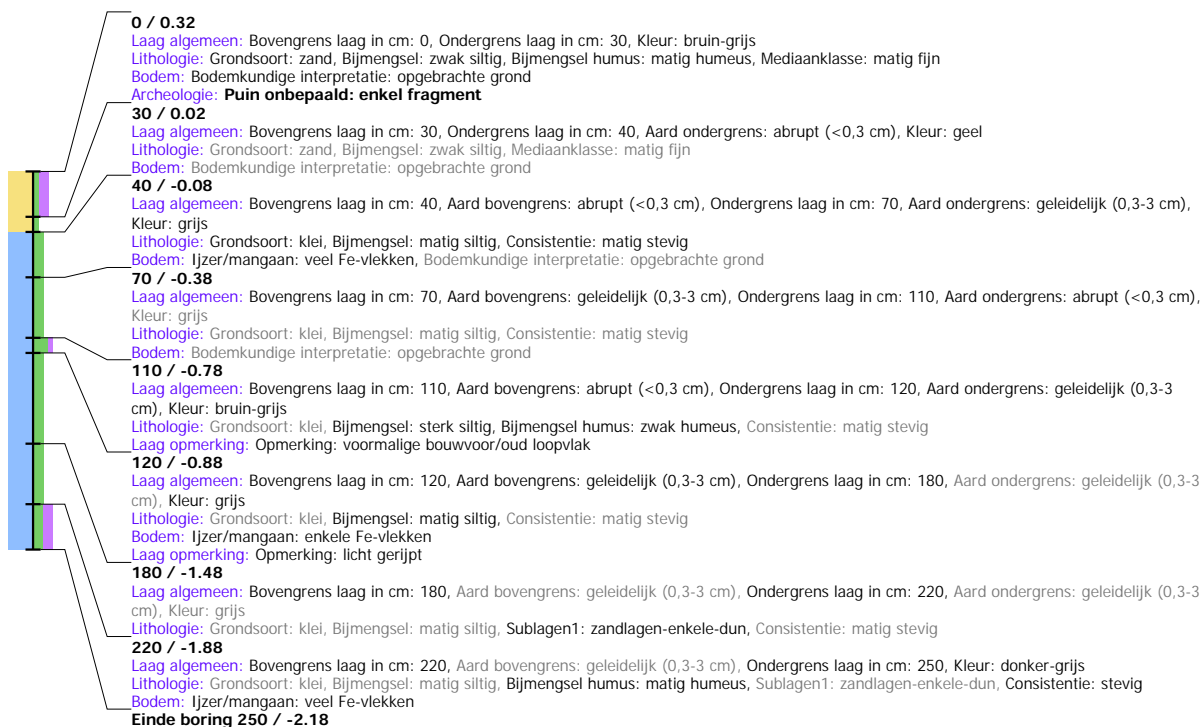 0 / 0.32
Laag algemeen: Bovengrens laag in cm: 0, Ondergrens laag in cm: 30, Kleur: bruin-grijs
Lithologie: Grondsoort: zand, Bijmengsel: zwak siltig, Bijmengsel humus: matig humeus, Mediaanklasse: matig fijn
Bodem: Bodemkundige interpretatie: opgebrachte grond
Archeologie: Puin onbepaald: enkel fragment
30 / 0.02
Laag algemeen: Bovengrens laag in cm: 30, Ondergrens laag in cm: 40, Aard ondergrens: abrupt (<0,3 cm), Kleur: geel
Lithologie: Grondsoort: zand, Bijmengsel: zwak siltig, Mediaanklasse: matig fijn
Bodem: Bodemkundige interpretatie: opgebrachte grond
40 / -0.08
Laag algemeen: Bovengrens laag in cm: 40, Aard bovengrens: abrupt (<0,3 cm), Ondergrens laag in cm: 70, Aard ondergrens: geleidelijk (0,3-3 cm),
Kleur: grijs
Lithologie: Grondsoort: klei, Bijmengsel: matig siltig, Consistentie: matig stevig
Bodem: Ijzer/mangaan: veel Fe-vlekken, Bodemkundige interpretatie: opgebrachte grond
70 / -0.38
Laag algemeen: Bovengrens laag in cm: 70, Aard bovengrens: geleidelijk (0,3-3 cm), Ondergrens laag in cm: 110, Aard ondergrens: abrupt (<0,3 cm),
Kleur: grijs
Lithologie: Grondsoort: klei, Bijmengsel: matig siltig, Consistentie: matig stevig
Bodem: Bodemkundige interpretatie: opgebrachte grond
110 / -0.78
Laag algemeen: Bovengrens laag in cm: 110, Aard bovengrens: abrupt (<0,3 cm), Ondergrens laag in cm: 120, Aard ondergrens: geleidelijk (0,3-3
cm), Kleur: bruin-grijs
Lithologie: Grondsoort: klei, Bijmengsel: sterk siltig, Bijmengsel humus: zwak humeus, Consistentie: matig stevig
Laag opmerking: Opmerking: voormalige bouwvoor/oud loopvlak
120 / -0.88
Laag algemeen: Bovengrens laag in cm: 120, Aard bovengrens: geleidelijk (0,3-3 cm), Ondergrens laag in cm: 180, Aard ondergrens: geleidelijk (0,3-3
cm), Kleur: grijs
Lithologie: Grondsoort: klei, Bijmengsel: matig siltig, Consistentie: matig stevig
Bodem: Ijzer/mangaan: enkele Fe-vlekken
Laag opmerking: Opmerking: licht gerijpt
180 / -1.48
Laag algemeen: Bovengrens laag in cm: 180, Aard bovengrens: geleidelijk (0,3-3 cm), Ondergrens laag in cm: 220, Aard ondergrens: geleidelijk (0,3-3
cm), Kleur: grijs
Lithologie: Grondsoort: klei, Bijmengsel: matig siltig, Sublagen1: zandlagen-enkele-dun, Consistentie: matig stevig
220 / -1.88
Laag algemeen: Bovengrens laag in cm: 220, Aard bovengrens: geleidelijk (0,3-3 cm), Ondergrens laag in cm: 250, Kleur: donker-grijs
Lithologie: Grondsoort: klei, Bijmengsel: matig siltig, Bijmengsel humus: matig humeus, Sublagen1: zandlagen-enkele-dun, Consistentie: stevig
Bodem: Ijzer/mangaan: veel Fe-vlekken
Einde boring 250 / -2.18